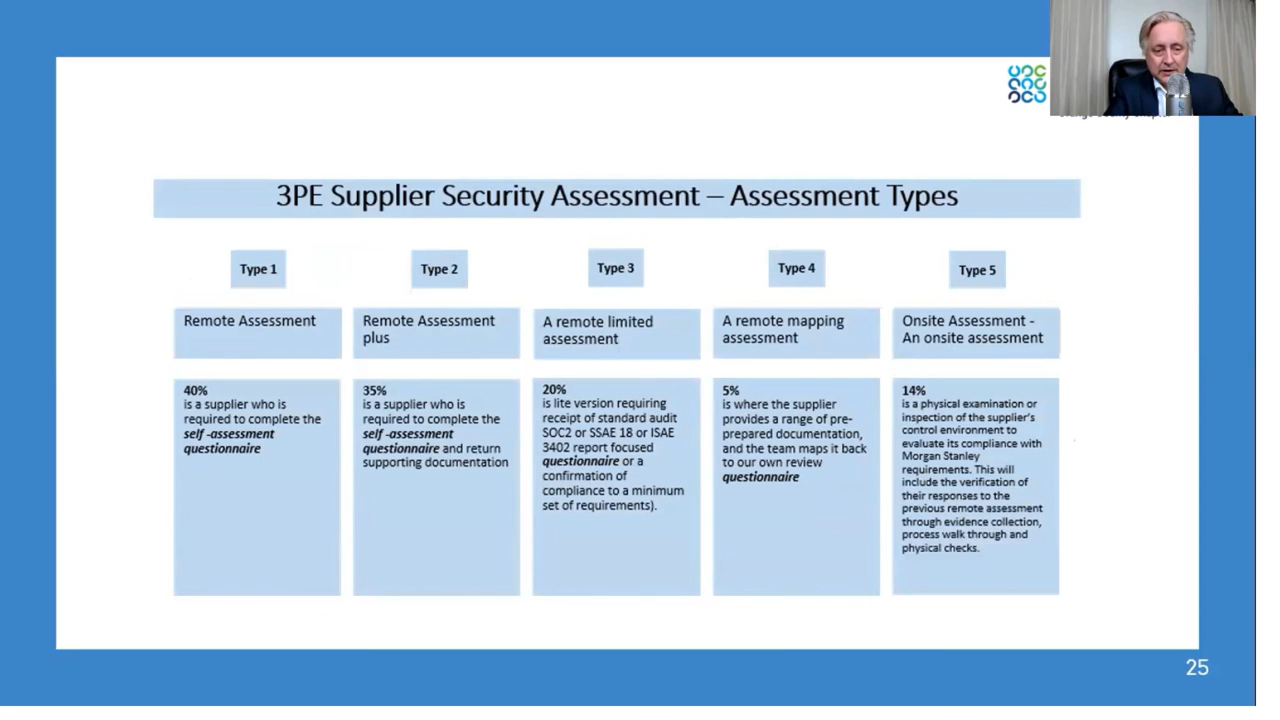 3PE Supplier Security Assessment – Assessment Types
Type 1
Type 2
Type 3
Type 4
Type 5
Remote Assessment
Remote Assessment
plus
A remote limited
assessment
A remote mapping
assessment
Onsite Assessment -
An onsite assessment
40%
is a supplier who is
required to complete the
self -assessment
questionnaire
35%
is a supplier who is
required to complete the
self -assessment
questionnaire and return
supporting documentation
20%
is lite version requiring
receipt of standard audit
SOC2 or SSAE 18 or ISAE
3402 report focused
questionnaire or a
confirmation of
compliance to a minimum
set of requirements).
5%
is where the supplier
provides a range of pre-
prepared documentation,
and the team maps it back
to our own review
questionnaire
14%
is a physical examination or
inspection of the supplier's
control environment to
evaluate its compliance with
Morgan Stanley
requirements. This will
include the verification of
their responses to the
previous remote assessment
through evidence collection,
process walk through and
physical checks.
25